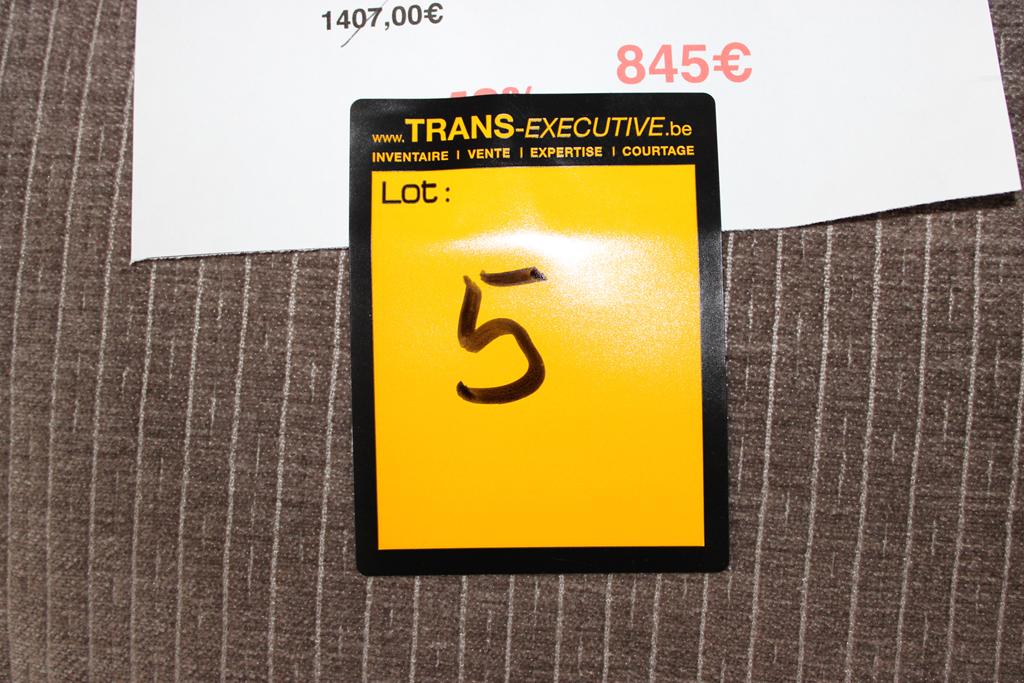 1407,00€
845€
www.TRANS-EXECUTIVE.be
INVENTAIRE | VENTE | EXPERTISE | COURTAGE
Lot :
5